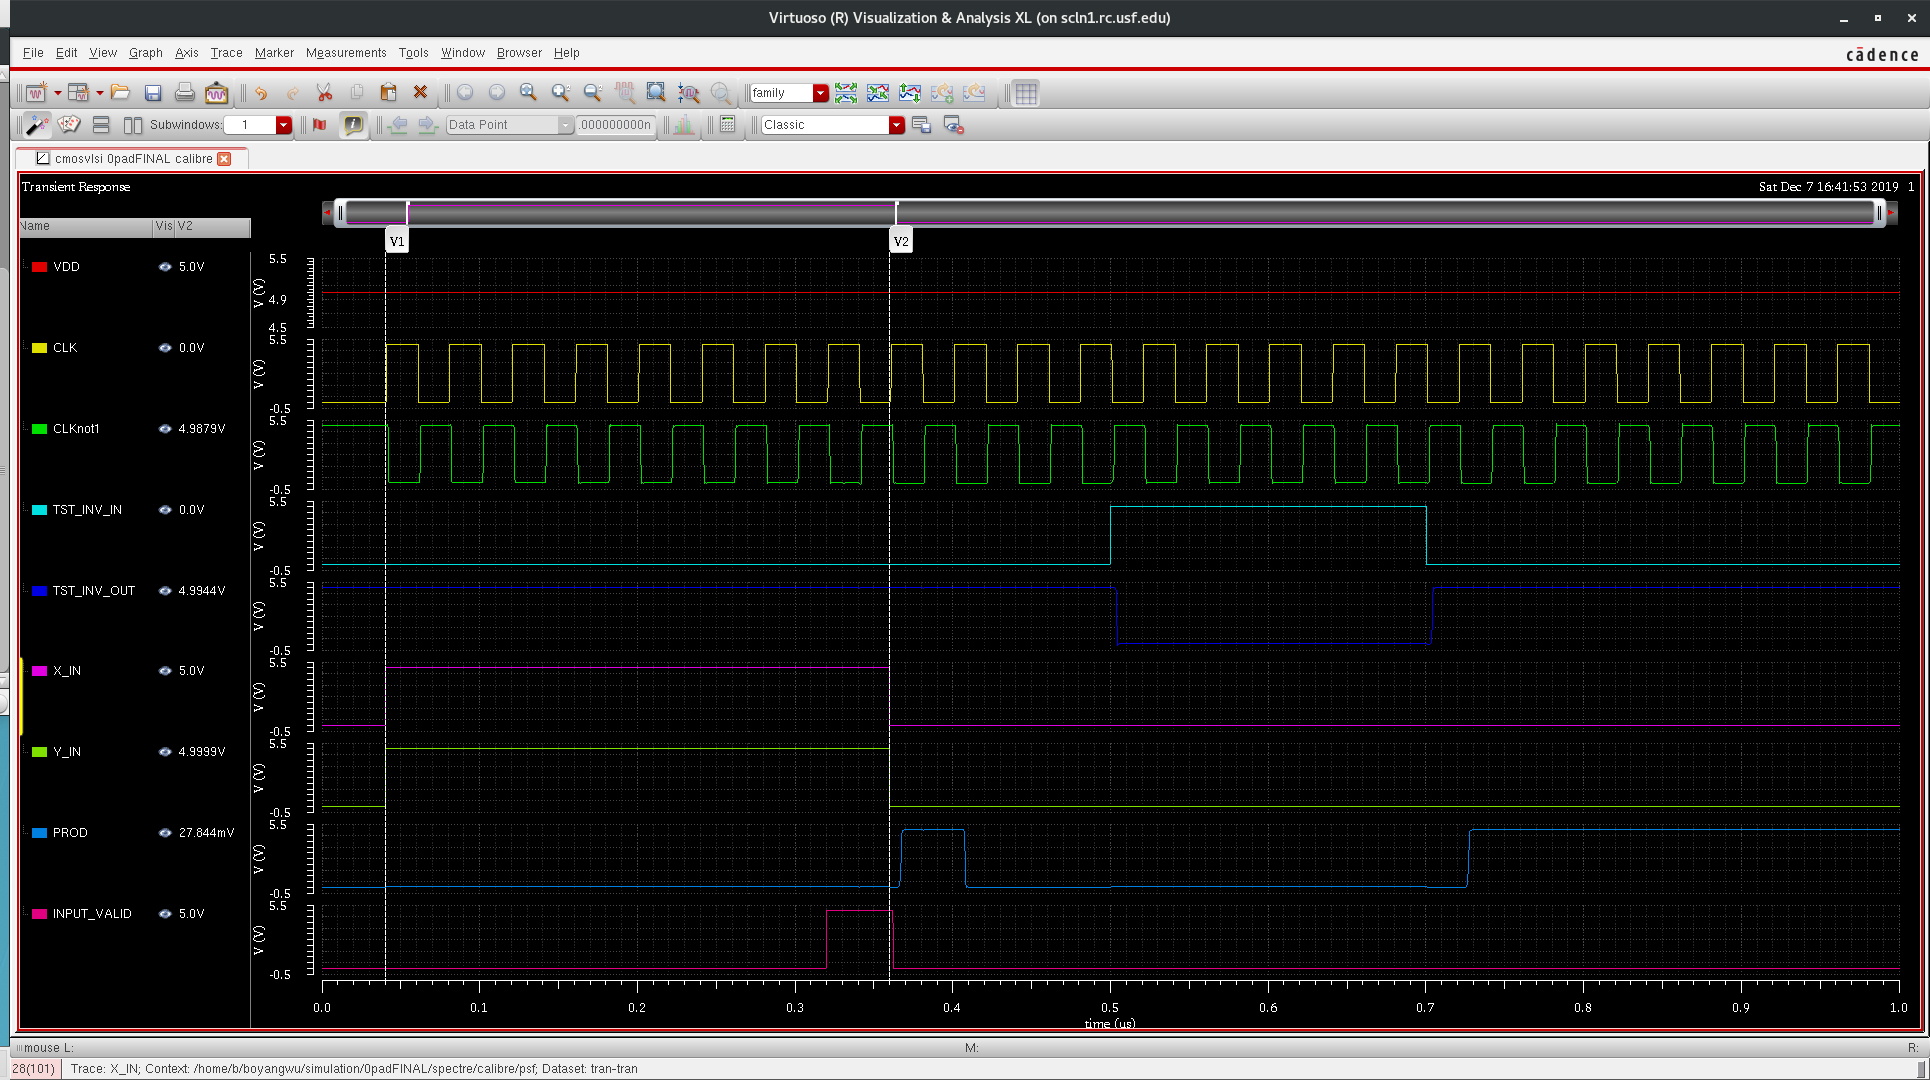 Virtuoso (R) Visualization & Analysis XL (on scln1.rc.usf.edu)
File Edit View Graph Axis Trace Marker Measurements Tools Window Browser Help
cādence
family
Subwindows: 1
Data Point
.000000000n
Classic
cmosvlsi 0padFINAL calibre
Transient Response
Sat Dec 7 16:41:53 2019 1
Name Vis V2
V1
V2
VDD 5.0V
V (V)
5.5
4.9
4.5
CLK 0.0V
V (V)
5.5
-0.5
CLKnot1 4.9879V
V (V)
5.5
-0.5
TST_INV_IN 0.0V
V (V)
5.5
-0.5
TST_INV_OUT 4.9944V
V (V)
5.5
-0.5
X_IN 5.0V
V (V)
5.5
-0.5
Y_IN 4.9999V
V (V)
5.5
-0.5
PROD 27.844mV
V (V)
5.5
-0.5
INPUT_VALID 5.0V
V (V)
5.5
-0.5
0.0 0.1 0.2 0.3 0.4 0.5 0.6 0.7 0.8 0.9 1.0
time (us)
mouse L: M: R:
28(101) Trace: X_IN; Context: /home/b/boyangwu/simulation/0padFINAL/spectre/calibre/psf; Dataset: tran-tran